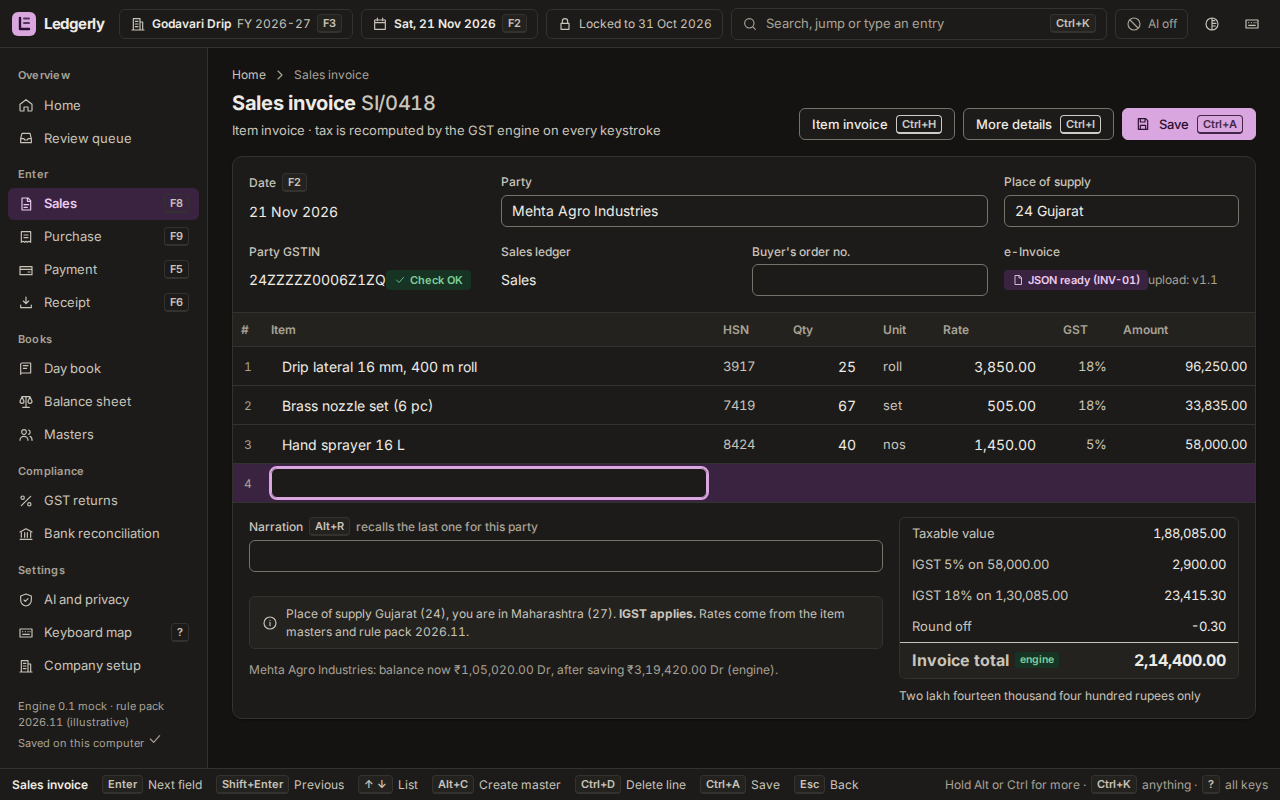 Ledgerly
Godavari Drip FY 2026-27 F3
Sat, 21 Nov 2026 F2
Locked to 31 Oct 2026
Search, jump or type an entry Ctrl+K
AI off
Overview
Home
Review queue
Enter
Sales F8
Purchase F9
Payment F5
Receipt F6
Books
Day book
Balance sheet
Masters
Compliance
GST returns
Bank reconciliation
Settings
AI and privacy
Keyboard map ?
Company setup
Engine 0.1 mock · rule pack
2026.11 (illustrative)
Saved on this computer
Home > Sales invoice
Sales invoice SI/0418
Item invoice · tax is recomputed by the GST engine on every keystroke
Item invoice Ctrl+H
More details Ctrl+I
Save Ctrl+A
Date F2
21 Nov 2026
Party
Mehta Agro Industries
Place of supply
24 Gujarat
Party GSTIN
24ZZZZZ0006Z1ZQ Check OK
Sales ledger
Sales
Buyer's order no.
e-Invoice
JSON ready (INV-01) upload: v1.1
# Item HSN Qty Unit Rate GST Amount
1 Drip lateral 16 mm, 400 m roll 3917 25 roll 3,850.00 18% 96,250.00
2 Brass nozzle set (6 pc) 7419 67 set 505.00 18% 33,835.00
3 Hand sprayer 16 L 8424 40 nos 1,450.00 5% 58,000.00
4
Narration Alt+R recalls the last one for this party
Place of supply Gujarat (24), you are in Maharashtra (27). IGST applies. Rates come from the item
masters and rule pack 2026.11.
Mehta Agro Industries: balance now ₹1,05,020.00 Dr, after saving ₹3,19,420.00 Dr (engine).
Taxable value 1,88,085.00
IGST 5% on 58,000.00 2,900.00
IGST 18% on 1,30,085.00 23,415.30
Round off -0.30
Invoice total engine 2,14,400.00
Two lakh fourteen thousand four hundred rupees only
Sales invoice Enter Next field Shift+Enter Previous ↑↓ List Alt+C Create master Ctrl+D Delete line Ctrl+A Save Esc Back
Hold Alt or Ctrl for more · Ctrl+K anything · ? all keys